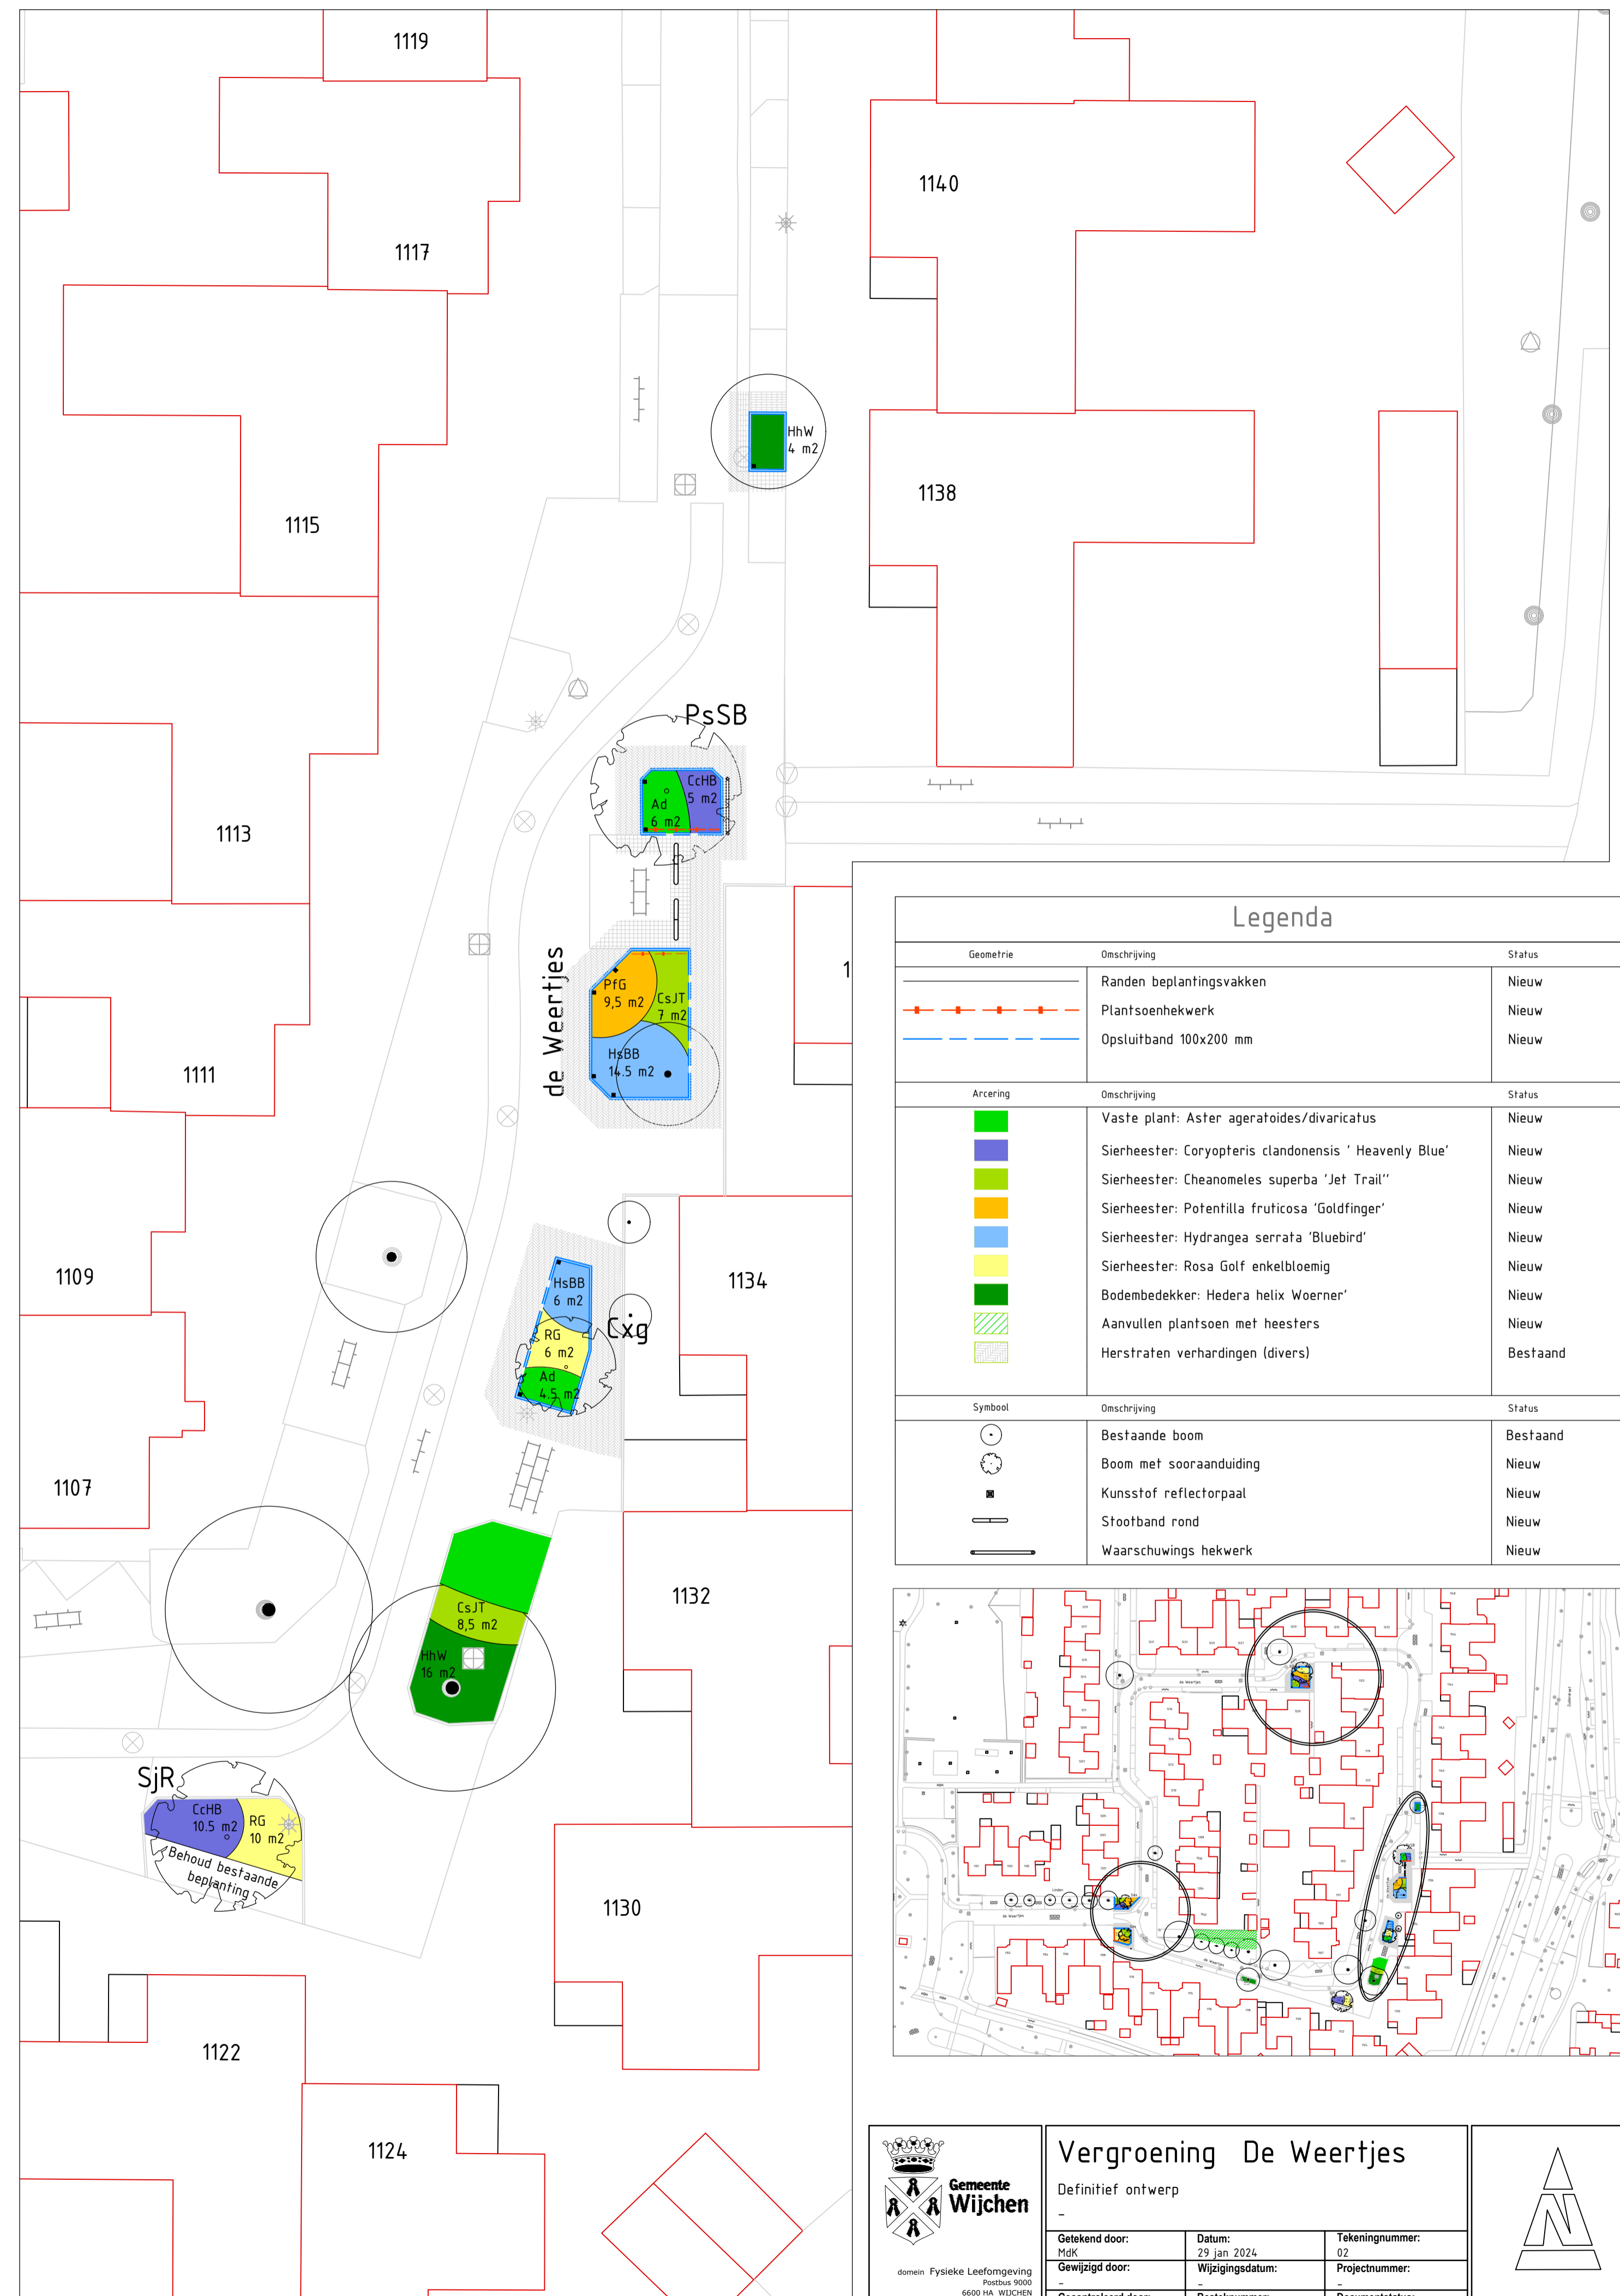 1119
1117
1140
HhW
4 m2
1138
1115
PsSB
CcHB
5 m2
Ad
6 m2
1113
de Weertjes
PfG
9,5 m2
CsJT
7 m2
HsBB
14.5 m2
1
1111
1109
HsBB
6 m2
RG
6 m2
Cxg
Ad
4.5 m2
1134
1107
CsJT
8,5 m2
HhW
16 m2
1132
SjR
CcHB
10.5 m2
RG
10 m2
Behoud bestaande
beplanting
1130
1122
1124
Legenda
Geometrie Omschrijving Status
Randen beplantingsvakken Nieuw
Plantsoenhekwerk Nieuw
Opsluitband 100x200 mm Nieuw
Arcering Omschrijving Status
Vaste plant: Aster ageratoides/divaricatus Nieuw
Sierheester: Coryopteris clandonensis ' Heavenly Blue' Nieuw
Sierheester: Cheanomeles superba 'Jet Trail'' Nieuw
Sierheester: Potentilla fruticosa 'Goldfinger' Nieuw
Sierheester: Hydrangea serrata 'Bluebird' Nieuw
Sierheester: Rosa Golf enkelbloemig Nieuw
Bodembedekker: Hedera helix Woerner' Nieuw
Aanvullen plantsoen met heesters Nieuw
Herstraten verhardingen (divers) Bestaand
Symbool Omschrijving Status
Bestaande boom Bestaand
Boom met sooraanduiding Nieuw
Kunsstof reflectorpaal Nieuw
Stootband rond Nieuw
Waarschuwings hekwerk Nieuw
de Weertjes
de Weertjes
de Weertjes
Gemeente
Wijchen
domein Fysieke Leefomgeving
Postbus 9000
6600 HA WIJCHEN
Vergroening De Weertjes
Definitief ontwerp
-
Getekend door: Datum: Tekeningnummer:
MdK 29 jan 2024 02
Gewijzigd door: Wijzigingsdatum: Projectnummer:
- - -
N